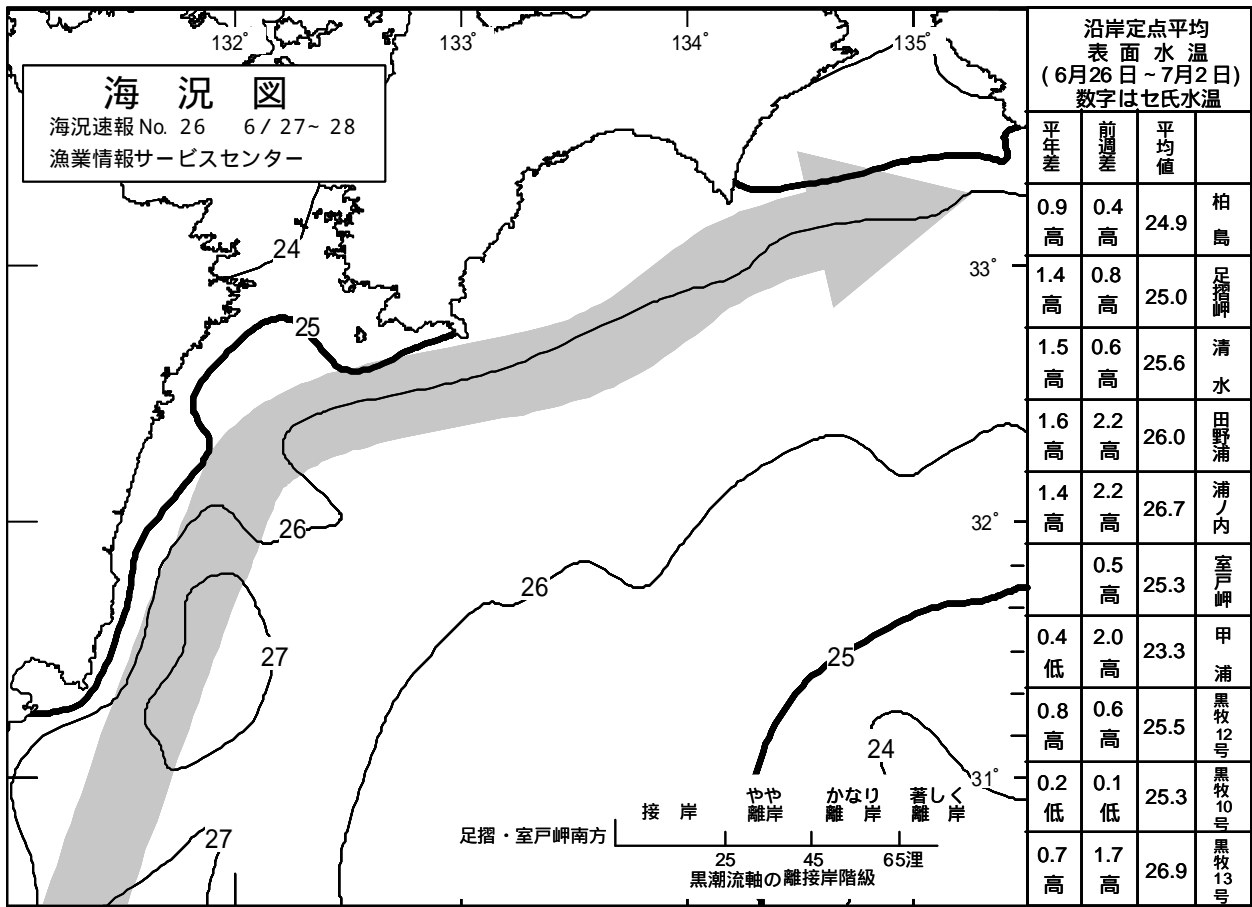 132°
133°
134°
135°
海況図
海況速報 No. 26 6/27~28
漁業情報サービスセンター
24
25
33°
26
32°
26
27
25
24
31°
27
接岸
やや離岸
かなり離岸
著しく離岸
足摺・室戸岬南方
25 45 65浬
黒潮流軸の離接岸階級
沿岸定点平均
表面水温
(6月26日~7月2日)
数字はセ氏水温
平年差 前週差 平均値
0.9高 0.4高 24.9 柏島
1.4高 0.8高 25.0 足摺岬
1.5高 0.6高 25.6 清水
1.6高 2.2高 26.0 田野浦
1.4高 2.2高 26.7 浦ノ内
0.5高 25.3 室戸岬
0.4低 2.0高 23.3 甲浦
0.8高 0.6高 25.5 黒牧12号
0.2低 0.1低 25.3 黒牧10号
0.7高 1.7高 26.9 黒牧13号